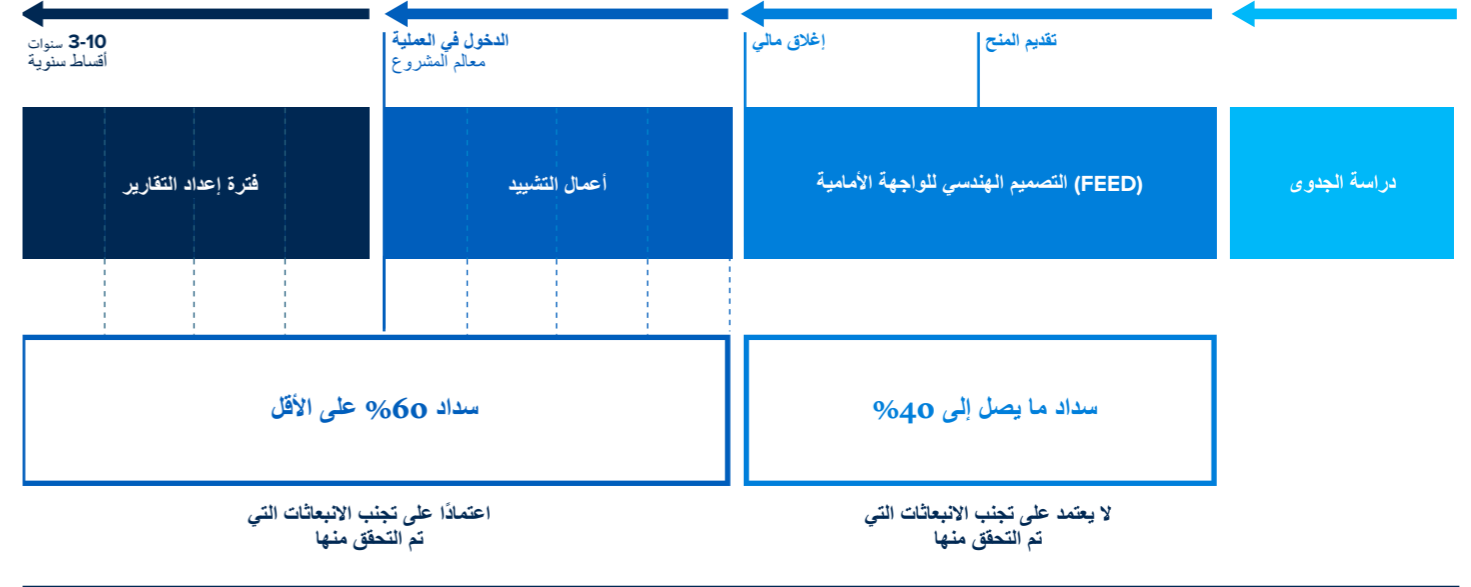 تقديم المنح
إغلاق مالي
الدخول في العملية
معالم المشروع
3-10 سنوات
أقساط سنوية
دراسة الجدوى
(FEED) التصميم الهندسي للواجهة الأمامية
أعمال التشييد
فترة إعداد التقارير
سداد ما يصل إلى 40%
سداد 60% على الأقل
لا يعتمد على تجنب الانبعاثات التي
تم التحقق منها
اعتمادًا على تجنب الانبعاثات التي
تم التحقق منها